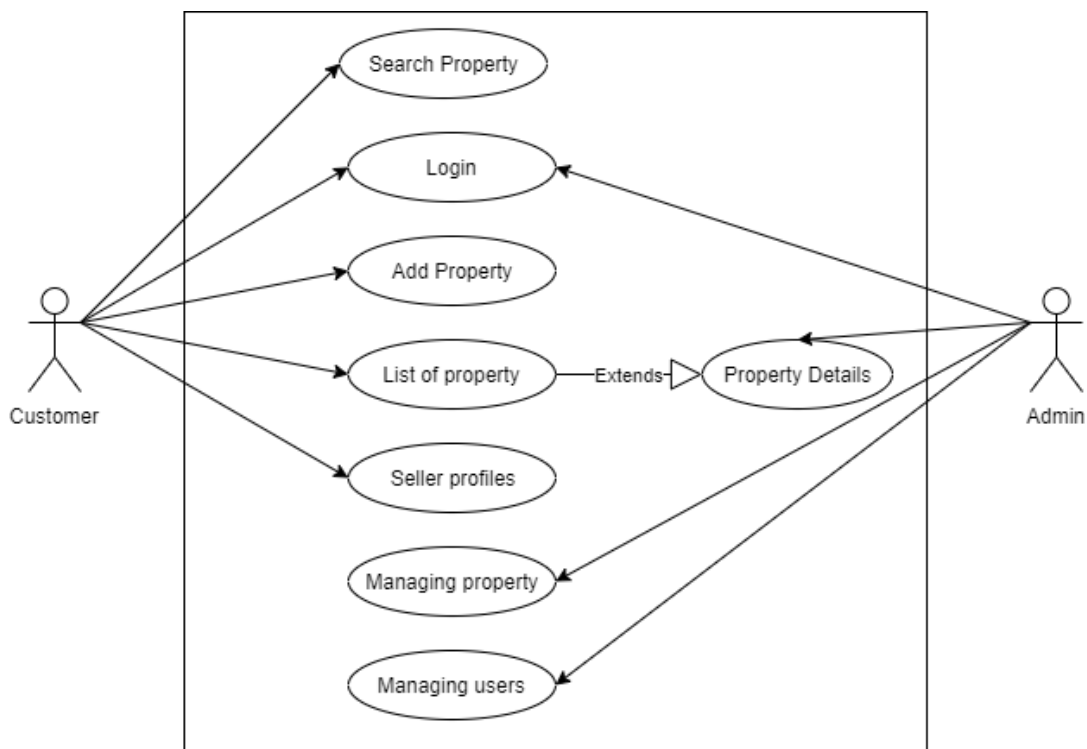 Search Property
Login
Add Property
List of property
Extends
Property Details
Customer
Admin
Seller profiles
Managing property
Managing users